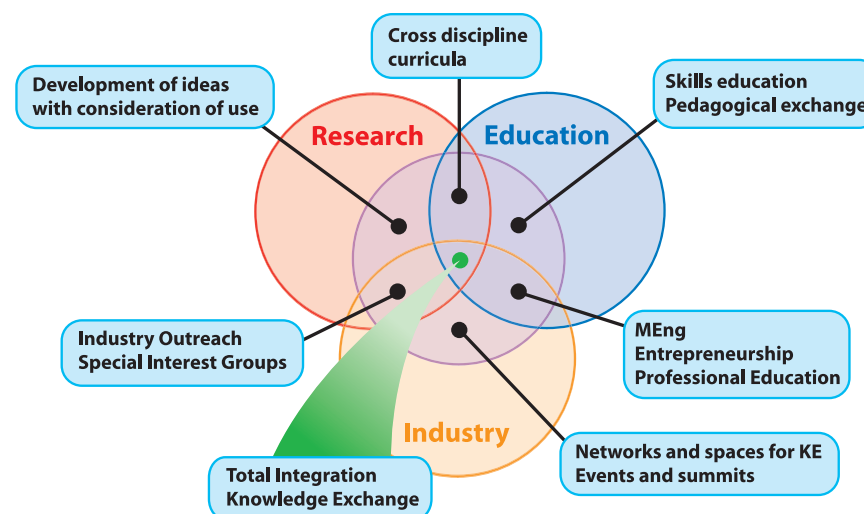 Cross discipline
curricula
Development of ideas
with consideration of use
Skills education
Pedagogical exchange
Research
Education
Industry Outreach
Special Interest Groups
MEng
Entrepreneurship
Professional Education
Industry
Networks and spaces for KE
Events and summits
Total Integration
Knowledge Exchange